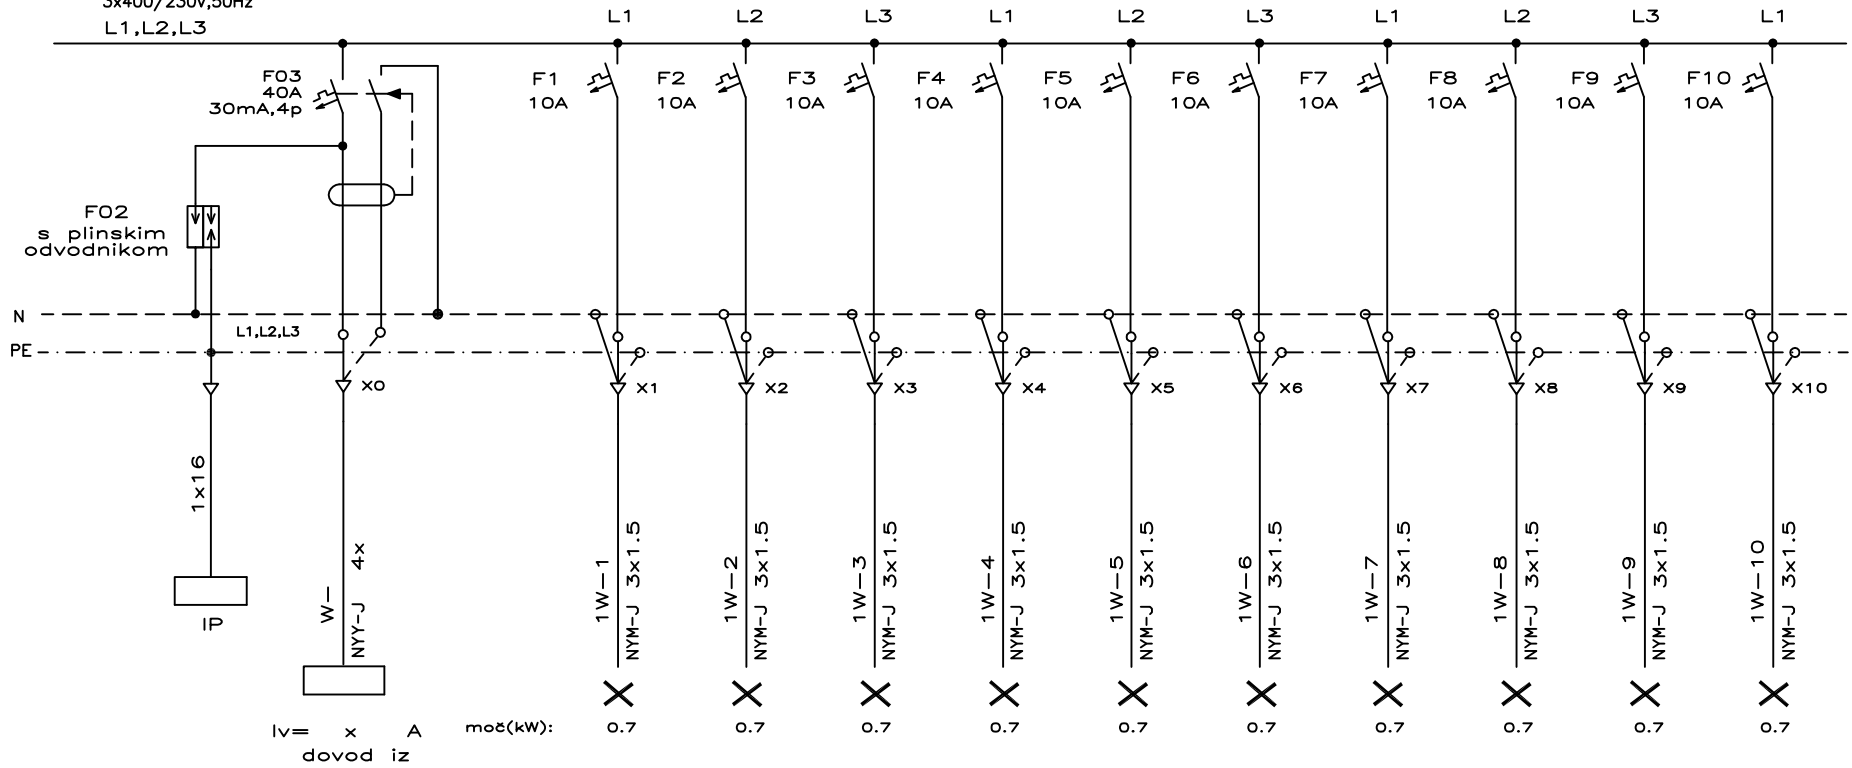 3x400/230V,50Hz
L1,L2,L3
L1 L2 L3 L1 L2 L3 L1 L2 L3 L1
F03
40A
30mA,4p
F1 F2 F3 F4 F5 F6 F7 F8 F9 F10
10A 10A 10A 10A 10A 10A 10A 10A 10A 10A
F02
s plinskim
odvodnikom
N
L1,L2,L3
PE
X0 X1 X2 X3 X4 X5 X6 X7 X8 X9 X10
1x16
IP
W-
NYY-J 4x
1W-1
NYM-J 3x1.5
1W-2
NYM-J 3x1.5
1W-3
NYM-J 3x1.5
1W-4
NYM-J 3x1.5
1W-5
NYM-J 3x1.5
1W-6
NYM-J 3x1.5
1W-7
NYM-J 3x1.5
1W-8
NYM-J 3x1.5
1W-9
NYM-J 3x1.5
1W-10
NYM-J 3x1.5
Iv= x A
dovod iz
moč(kW): 0.7 0.7 0.7 0.7 0.7 0.7 0.7 0.7 0.7 0.7